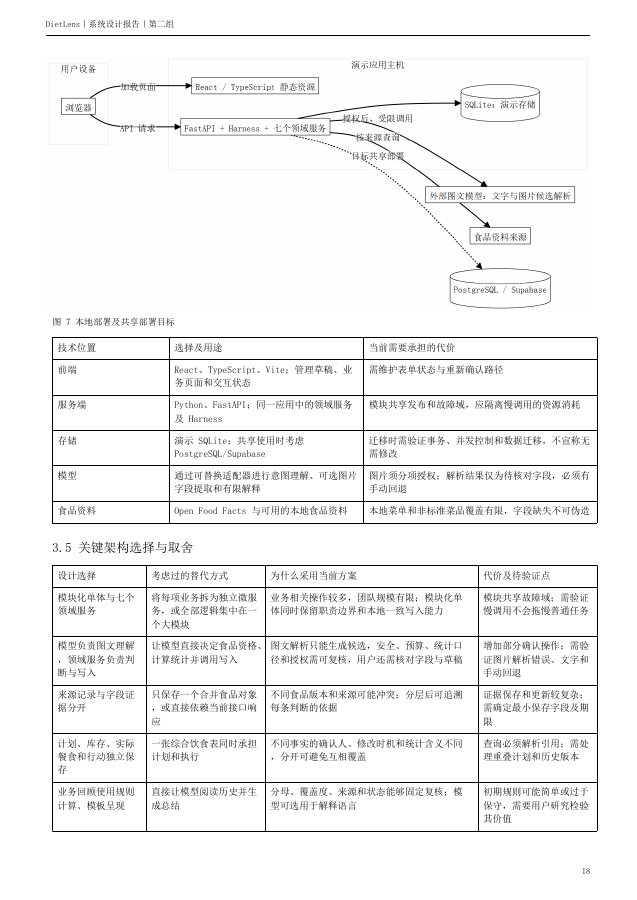 DietLens｜系统设计报告｜第二组
用户设备
演示应用主机
加载页面
React / TypeScript 静态资源
浏览器
SQLite：演示存储
API 请求
FastAPI + Harness + 七个领域服务
授权后、受限调用
按来源查询
目标共享部署
外部图文模型：文字与图片候选解析
食品资料来源
PostgreSQL / Supabase
图 7 本地部署及共享部署目标
技术位置
选择及用途
当前需要承担的代价
前端
React、TypeScript、Vite；管理草稿、业
务页面和交互状态
需维护表单状态与重新确认路径
服务端
Python、FastAPI；同一应用中的领域服务
及 Harness
模块共享发布和故障域，应隔离慢调用的资源消耗
存储
演示 SQLite；共享使用时考虑
PostgreSQL/Supabase
迁移时需验证事务、并发控制和数据迁移，不宣称无
需修改
模型
通过可替换适配器进行意图理解、可选图片
字段提取和有限解释
图片须分项授权；解析结果仅为待核对字段，必须有
手动回退
食品资料
Open Food Facts 与可用的本地食品资料
本地菜单和非标准菜品覆盖有限，字段缺失不可伪造
3.5 关键架构选择与取舍
设计选择
考虑过的替代方式
为什么采用当前方案
代价及待验证点
模块化单体与七个
领域服务
将每项业务拆为独立微服
务，或全部逻辑集中在一
个大模块
业务相关操作较多，团队规模有限；模块化单
体同时保留职责边界和本地一致写入能力
模块共享故障域；需验证
慢调用不会拖慢普通任务
模型负责图文理解
，领域服务负责判
断与写入
让模型直接决定食品资格、
计算统计并调用写入
图文解析只能生成候选，安全、预算、统计口
径和授权需可复核，用户还需核对字段与草稿
增加部分确认操作；需验
证图片解析错误、文字和
手动回退
来源记录与字段证
据分开
只保存一个合并食品对象
，或直接依赖当前接口响
应
不同食品版本和来源可能冲突；分层后可追溯
每条判断的依据
证据保存和更新较复杂；
需确定最小保存字段及期
限
计划、库存、实际
餐食和行动独立保
存
一张综合饮食表同时承担
计划和执行
不同事实的确认人、修改时机和统计含义不同
，分开可避免互相覆盖
查询必须解析引用；需处
理重叠计划和历史版本
业务回顾使用规则
计算、模板呈现
直接让模型阅读历史并生
成总结
分母、覆盖度、来源和状态能够固定复核；模
型可选用于解释语言
初期规则可能简单或过于
保守，需要用户研究检验
其价值
18